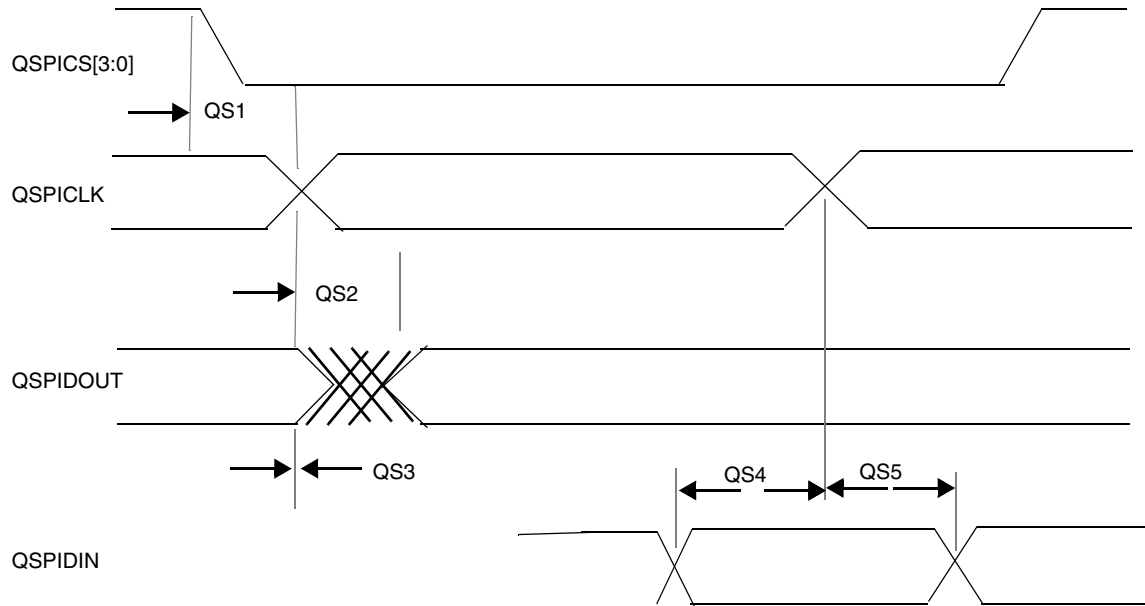 QSPICS[3:0]
QS1
QSPICLK
QS2
QSPIDOUT
QS3
QS4
QS5
QSPIDIN